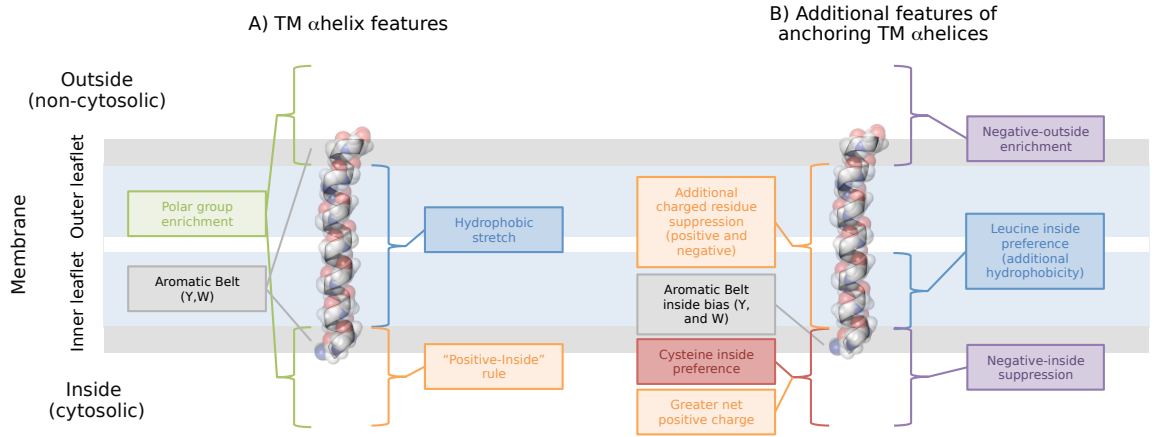 A) TM αhelix features
B) Additional features of
anchoring TM αhelices
Outside
(non-cytosolic)
Membrane
Outer leaflet
Inner leaflet
Inside
(cytosolic)
Polar group
enrichment
Aromatic Belt
(Y,W)
Hydrophobic
stretch
“Positive-Inside”
rule
Additional
charged residue
suppression
(positive and
negative)
Aromatic Belt
inside bias (Y,
and W)
Cysteine inside
preference
Greater net
positive charge
Negative-outside
enrichment
Leucine inside
preference
(additional
hydrophobicity)
Negative-inside
suppression